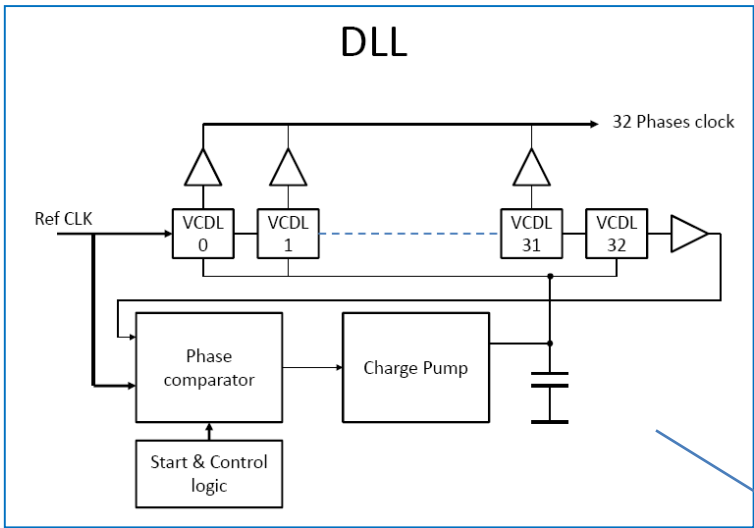 DLL
32 Phases clock
Ref CLK
VCDL
0
VCDL
1
VCDL
31
VCDL
32
Phase
comparator
Charge Pump
Start & Control
logic